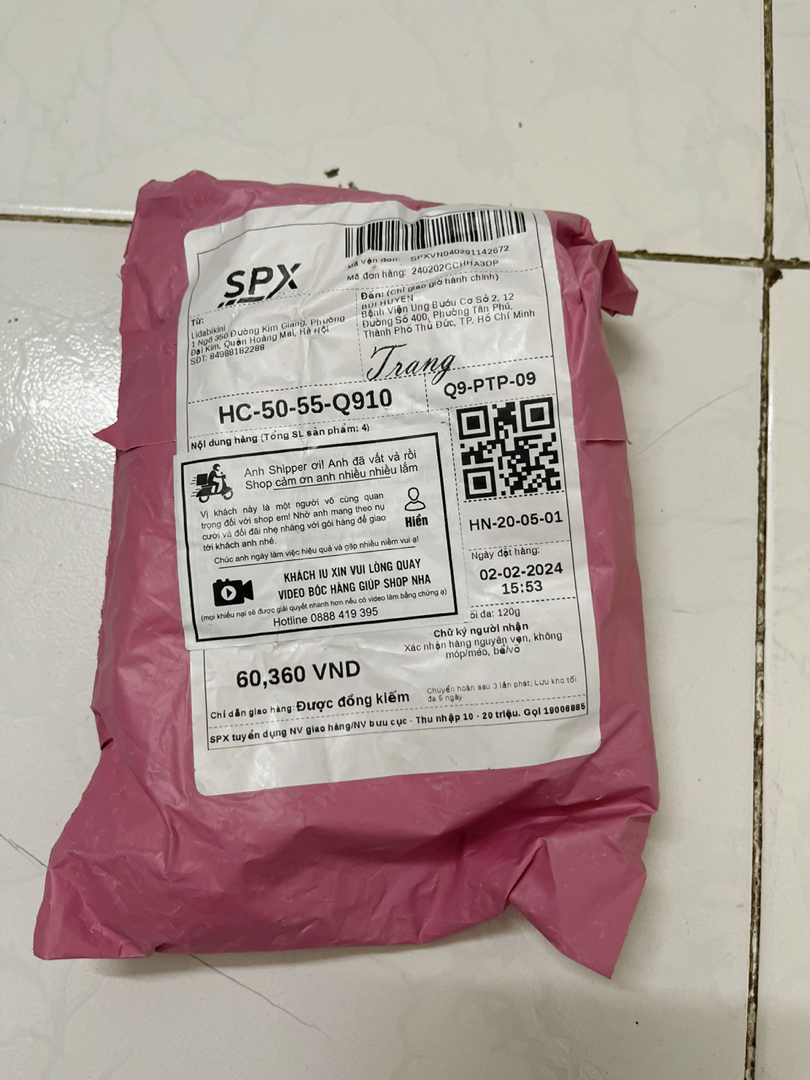 SPX
Mã vận đơn: SPXVN040291142672
Mã đơn hàng: 240202GCHHA3DP
Từ:
Lidabikini
1 Ngõ 350 Đường Kim Giang, Phường
Đại Kim, Quận Hoàng Mai, Hà Nội
SĐT: 84988182288
Đến: (Chỉ giao giờ hành chính)
BÙI HUYỀN
Bệnh Viện Ung Bướu Cơ Sở 2, 12
Đường Số 400, Phường Tân Phú,
Thành Phố Thủ Đức, TP. Hồ Chí Minh
Trang
HC-50-55-Q910
Q9-PTP-09
Nội dung hàng (Tổng SL sản phẩm: 4)
Anh Shipper ơi! Anh đã vất vả rồi
Shop cảm ơn anh nhiều nhiều lắm
Vị khách này là một người vô cùng quan
trọng đối với shop em! Nhờ anh mang theo nụ
cười và đối đãi nhẹ nhàng với gói hàng để giao
tới khách anh nhé.
Hiền
Chúc anh ngày làm việc hiệu quả và gặp nhiều niềm vui ạ!
KHÁCH IU XIN VUI LÒNG QUAY
VIDEO BÓC HÀNG GIÚP SHOP NHA
(mọi khiếu nại sẽ được giải quyết nhanh hơn nếu có video làm bằng chứng ạ)
Hotline 0888 419 395
HN-20-05-01
Ngày đặt hàng:
02-02-2024
15:53
ối đa: 120g
Chữ ký người nhận
Xác nhận hàng nguyên vẹn, không
móp/méo, bể/vỡ
60,360 VND
Chỉ dẫn giao hàng: Được đồng kiểm
Chuyển hoàn sau 3 lần phát; Lưu kho tối
đa 5 ngày
SPX tuyển dụng NV giao hàng/NV bưu cục - Thu nhập 10 - 20 triệu. Gọi 19006885